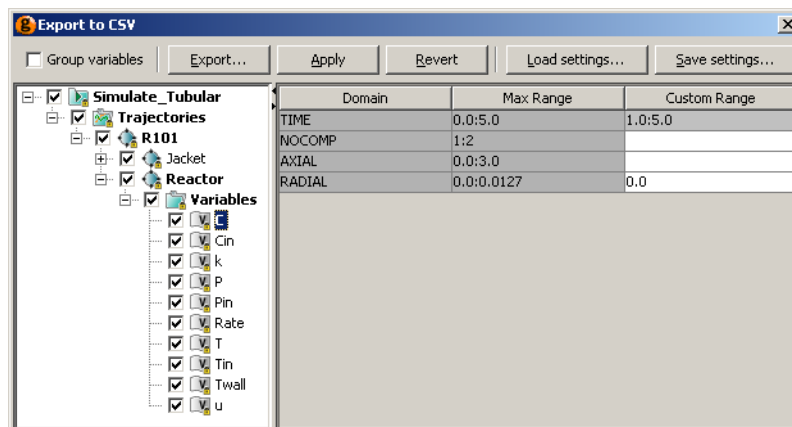 Export to CSV
Group variables Export... Apply Revert Load settings... Save settings...
Simulate_Tubular
Trajectories
R101
Jacket
Reactor
Variables
C
Cin
k
P
Pin
Rate
T
Tin
Twall
u
Domain Max Range Custom Range
TIME 0.0:5.0 1.0:5.0
NOCOMP 1:2
AXIAL 0.0:3.0
RADIAL 0.0:0.0127 0.0